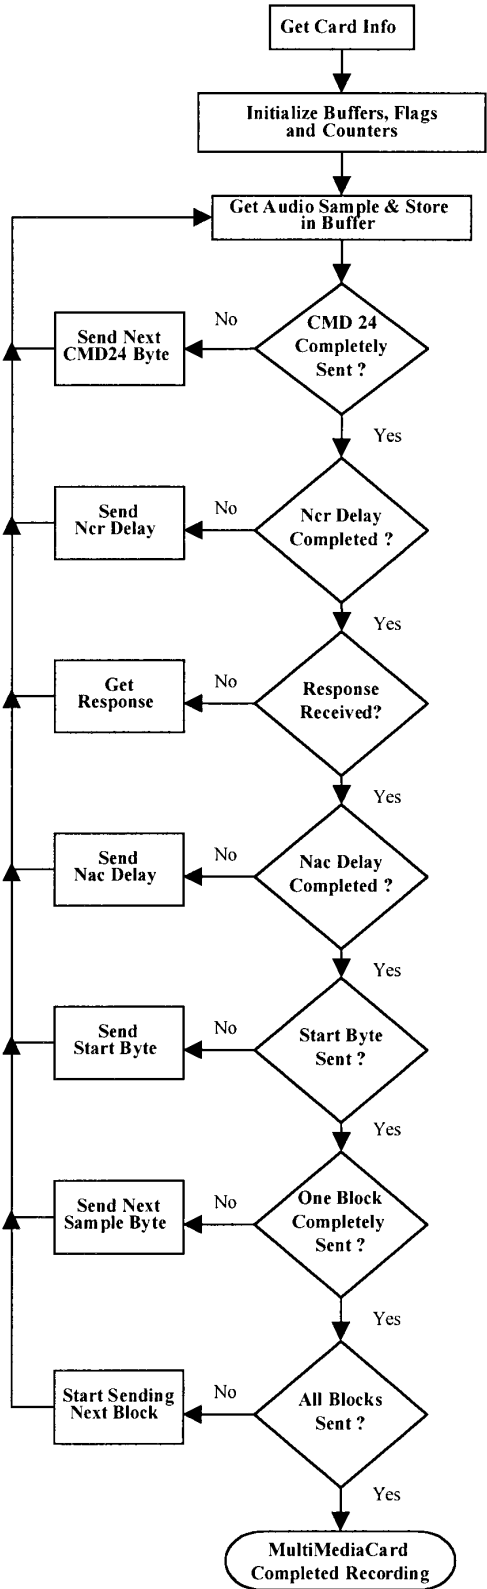 Get Card Info
Initialize Buffers, Flags
and Counters
Get Audio Sample & Store
in Buffer
CMD 24
Completely
Sent ?
No
Send Next
CMD24 Byte
Yes
Ncr Delay
Completed ?
No
Send
Ncr Delay
Yes
Response
Received?
No
Get
Response
Yes
Nac Delay
Completed ?
No
Send
Nac Delay
Yes
Start Byte
Sent ?
No
Send
Start Byte
Yes
One Block
Completely
Sent ?
No
Send Next
Sample Byte
Yes
All Blocks
Sent ?
No
Start Sending
Next Block
Yes
MultiMediaCard
Completed Recording